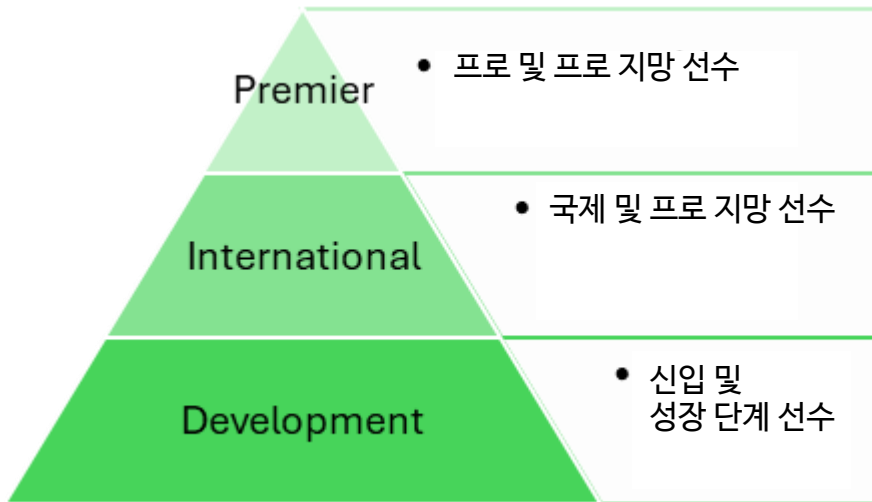 Premier
• 프로 및 프로 지망 선수
International
• 국제 및 프로 지망 선수
Development
• 신입 및
성장 단계 선수